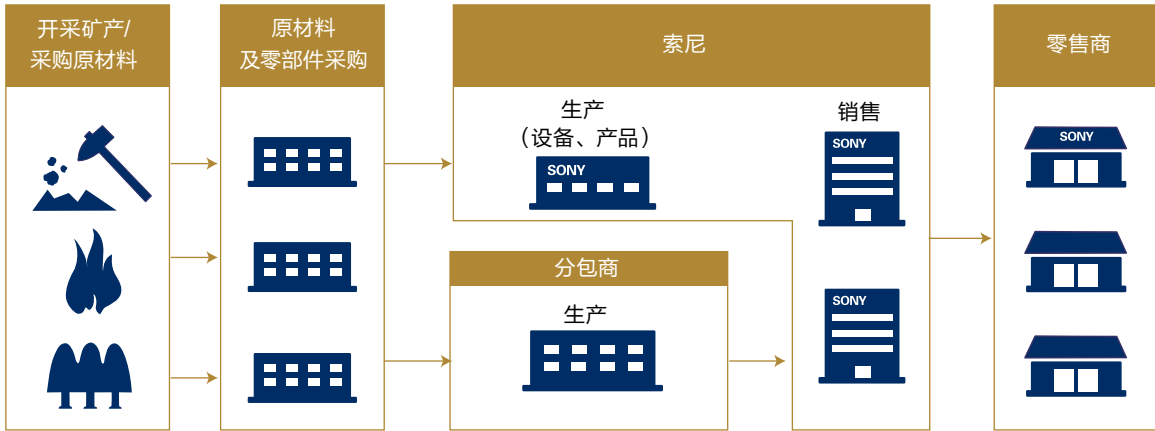 开采矿产/
采购原材料
原材料
及零部件采购
索尼
零售商
生产
（设备、产品）
SONY
销售
SONY
SONY
分包商
生产
SONY